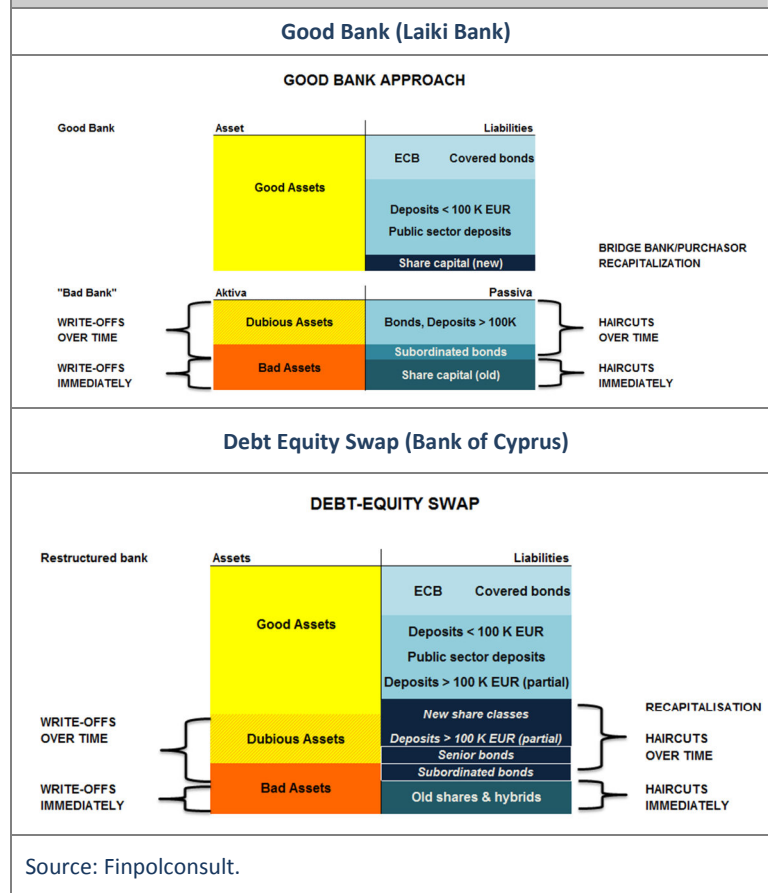 Good Bank (Laiki Bank)
GOOD BANK APPROACH
Good Bank
Asset
Liabilities
ECB Covered bonds
Good Assets
Deposits < 100 K EUR
Public sector deposits
Share capital (new)
BRIDGE BANK/PURCHASOR
RECAPITALIZATION
"Bad Bank"
Aktiva
Passiva
WRITE-OFFS
OVER TIME
Dubious Assets
Bonds, Deposits > 100K
HAIRCUTS
OVER TIME
Subordinated bonds
WRITE-OFFS
IMMEDIATELY
Bad Assets
Share capital (old)
HAIRCUTS
IMMEDIATELY
Debt Equity Swap (Bank of Cyprus)
DEBT-EQUITY SWAP
Restructured bank
Assets
Liabilities
ECB Covered bonds
Good Assets
Deposits < 100 K EUR
Public sector deposits
Deposits > 100 K EUR (partial)
New share classes
RECAPITALISATION
WRITE-OFFS
OVER TIME
Dubious Assets
Deposits > 100 K EUR (partial)
Senior bonds
HAIRCUTS
OVER TIME
Subordinated bonds
WRITE-OFFS
IMMEDIATELY
Bad Assets
Old shares & hybrids
HAIRCUTS
IMMEDIATELY
Source: Finpolconsult.